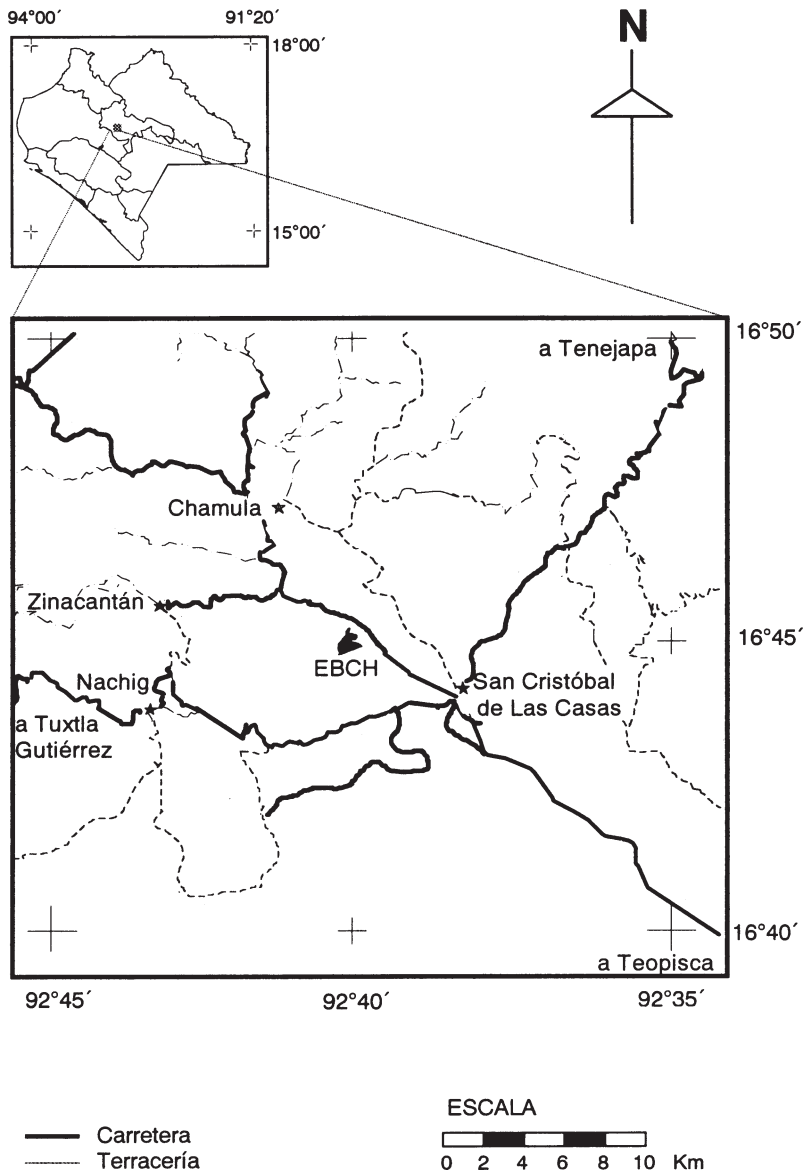 94°00´ 91°20´
18°00´
N
15°00´
16°50´
a Tenejapa
Chamula
Zinacantán
16°45´
EBCH
Nachig
San Cristóbal
de Las Casas
a Tuxtla
Gutiérrez
16°40´
a Teopisca
92°45´ 92°40´ 92°35´
ESCALA
Carretera
Terracería
0 2 4 6 8 10 Km